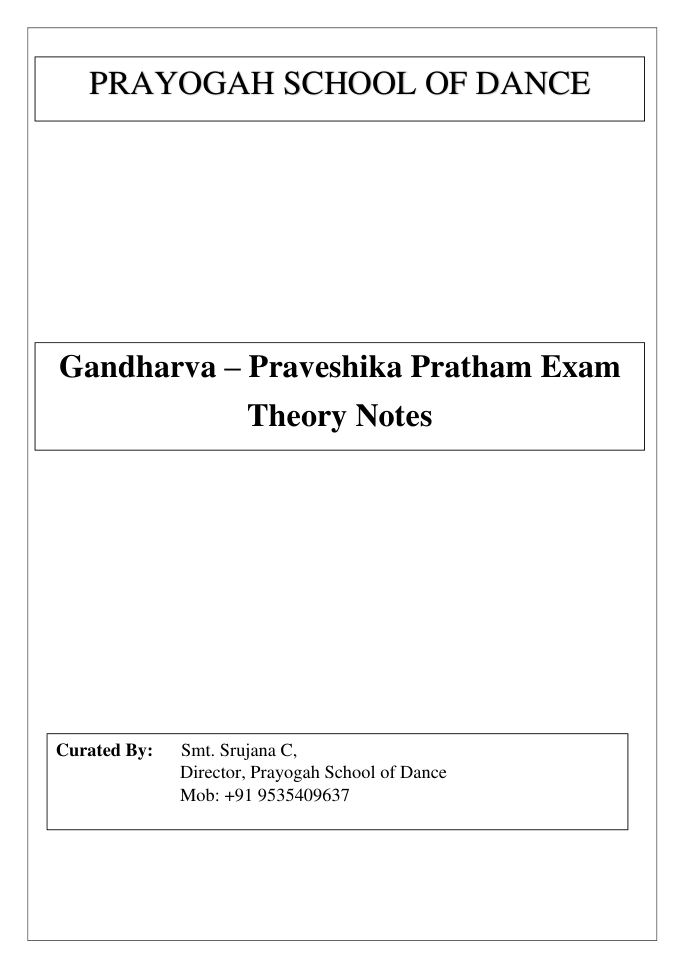 PRAYOGAH SCHOOL OF DANCE
Gandharva – Praveshika Pratham Exam
Theory Notes
Curated By: Smt. Srujana C,
Director, Prayogah School of Dance
Mob: +91 9535409637